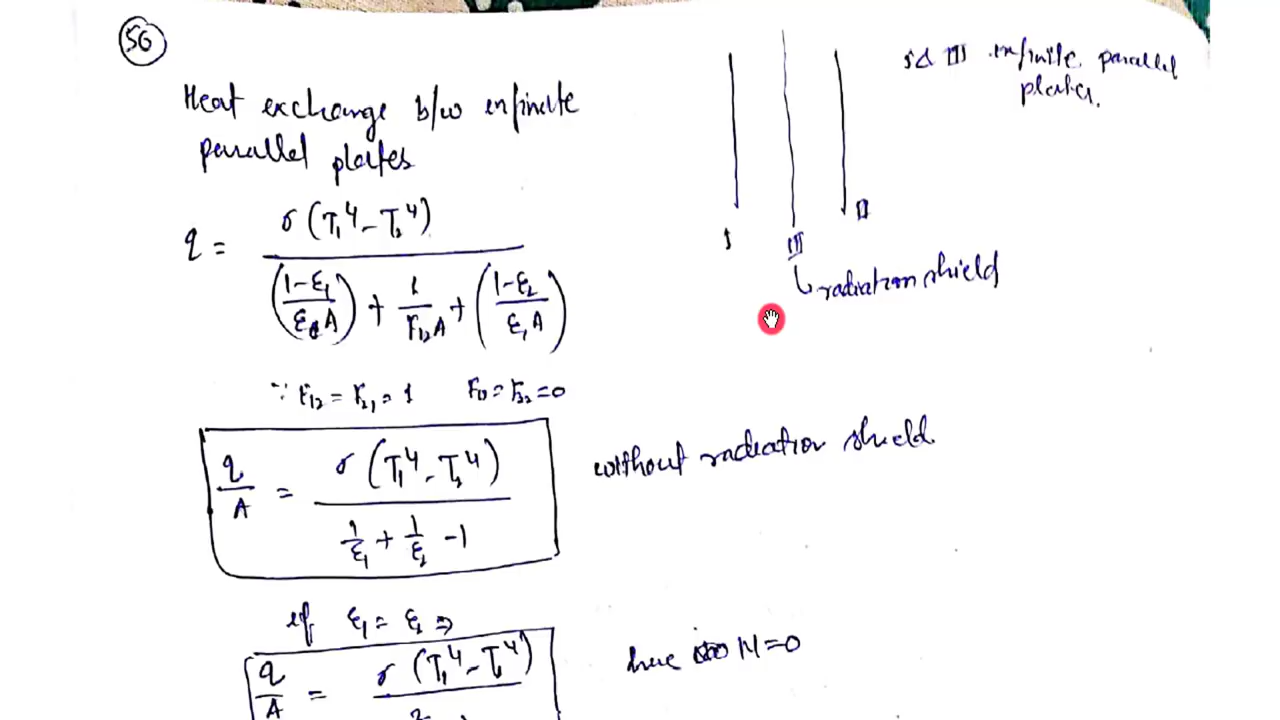 56
Heat exchange b/w infinite
parallel plates
I & II infinite parallel
plates.
I
III
II
radiation shield
q = σ(T₁⁴ - T₂⁴) / ((1-ε₁)/(ε₁A) + 1/(F₁₂A) + (1-ε₂)/(ε₁A))
∵ F₁₂ = F₂₁ = 1 F₁₁ = F₂₂ = 0
q/A = σ(T₁⁴ - T₂⁴) / (1/ε₁ + 1/ε₂ - 1)
without radiation shield
if ε₁ = ε₂ ⇒
q/A = σ(T₁⁴ - T₂⁴)
here N=0